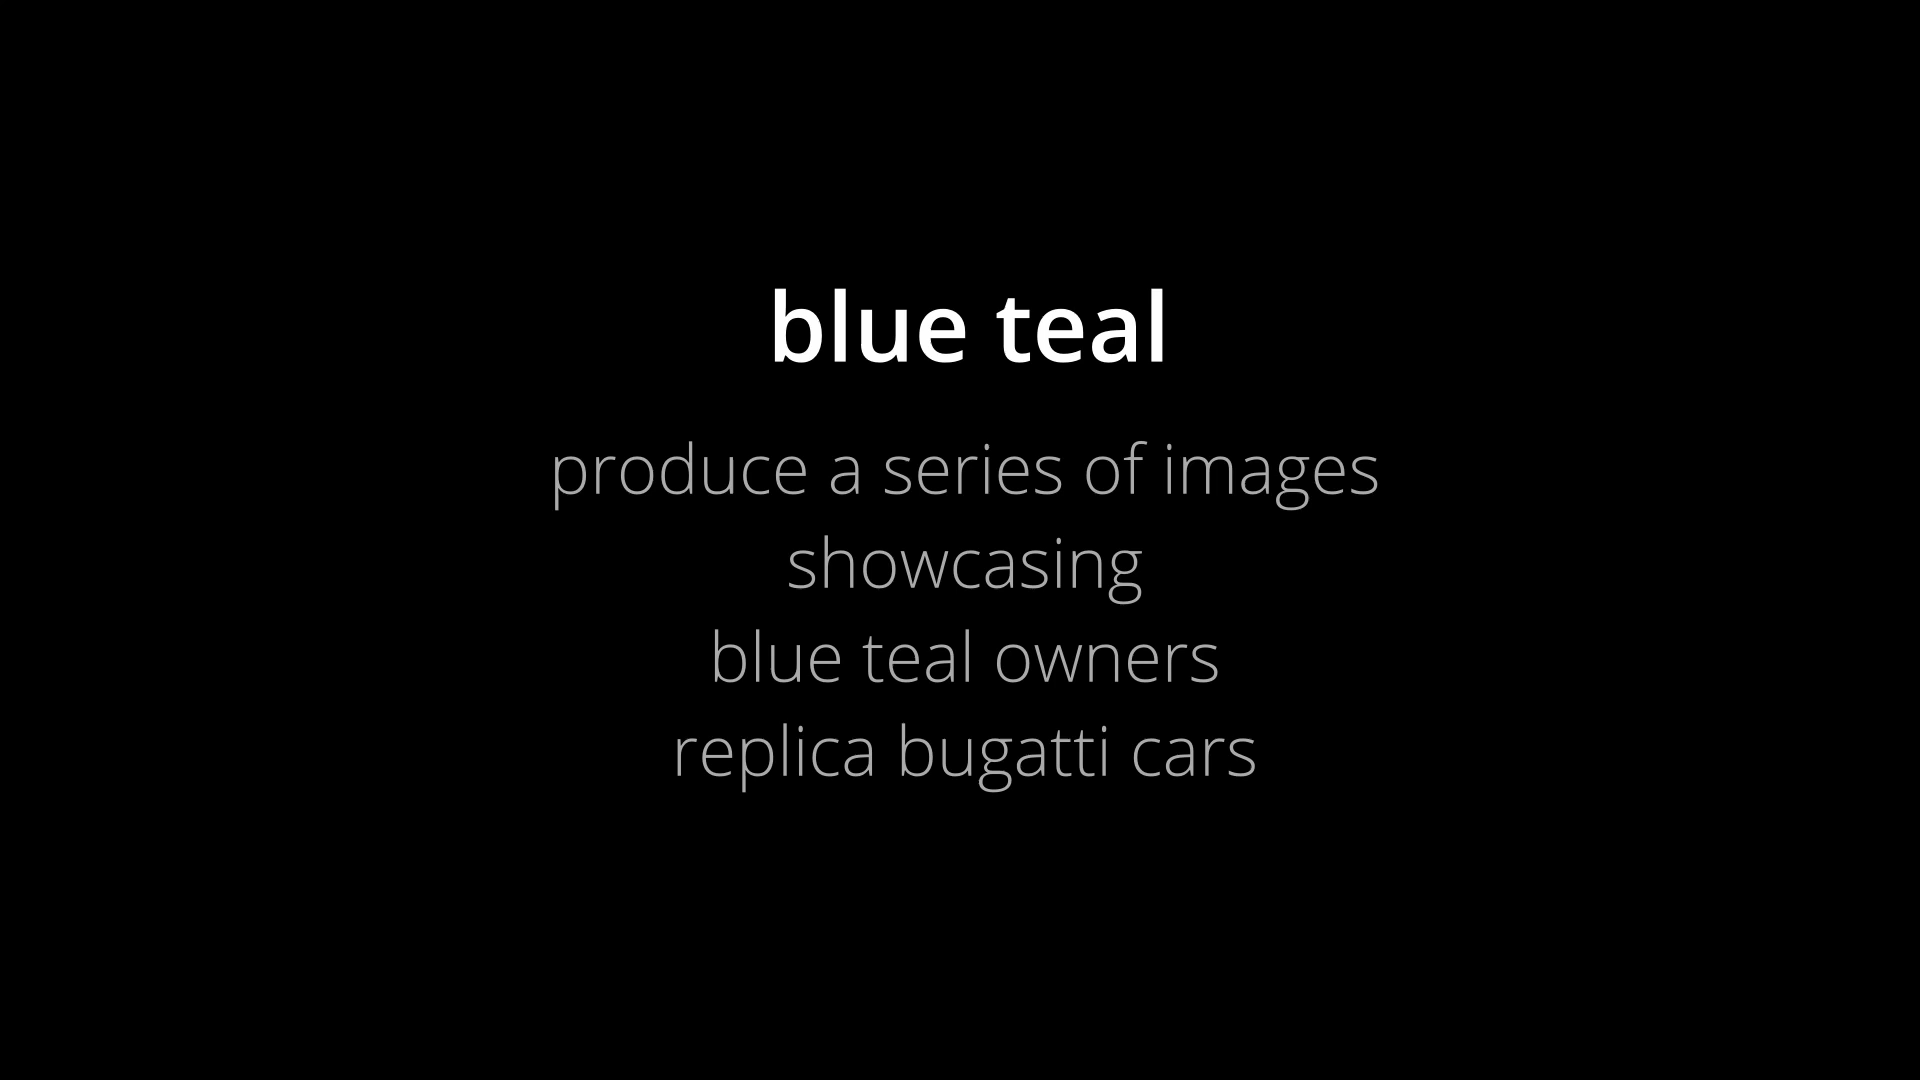 blue teal
produce a series of images
showcasing
blue teal owners
replica bugatti cars